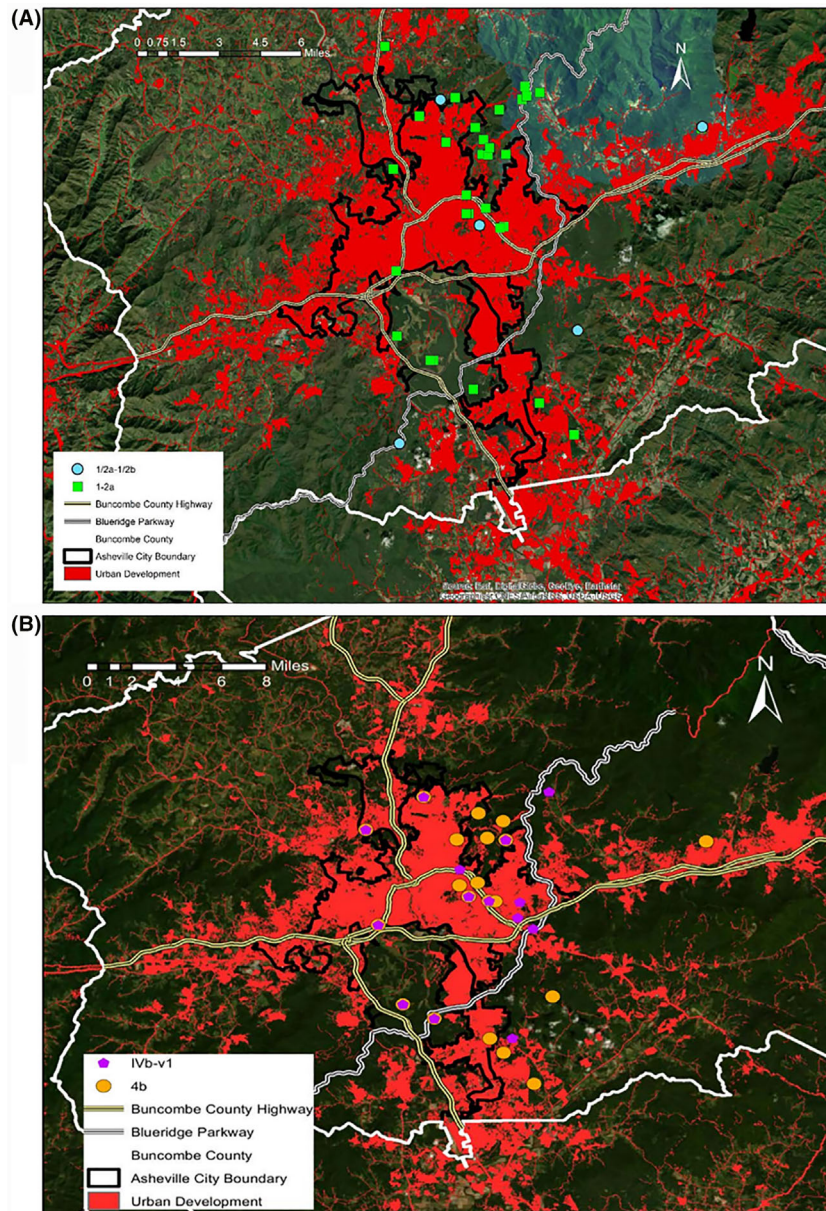 (A)
0 0.75 1.5 3 4.5 6
Miles
N
1/2a-1/2b
1-2a
Buncombe County Highway
Blueridge Parkway
Buncombe County
Asheville City Boundary
Urban Development
(B)
Miles
0 1 2 4 6 8
N
IVb-v1
4b
Buncombe County Highway
Blueridge Parkway
Buncombe County
Asheville City Boundary
Urban Development